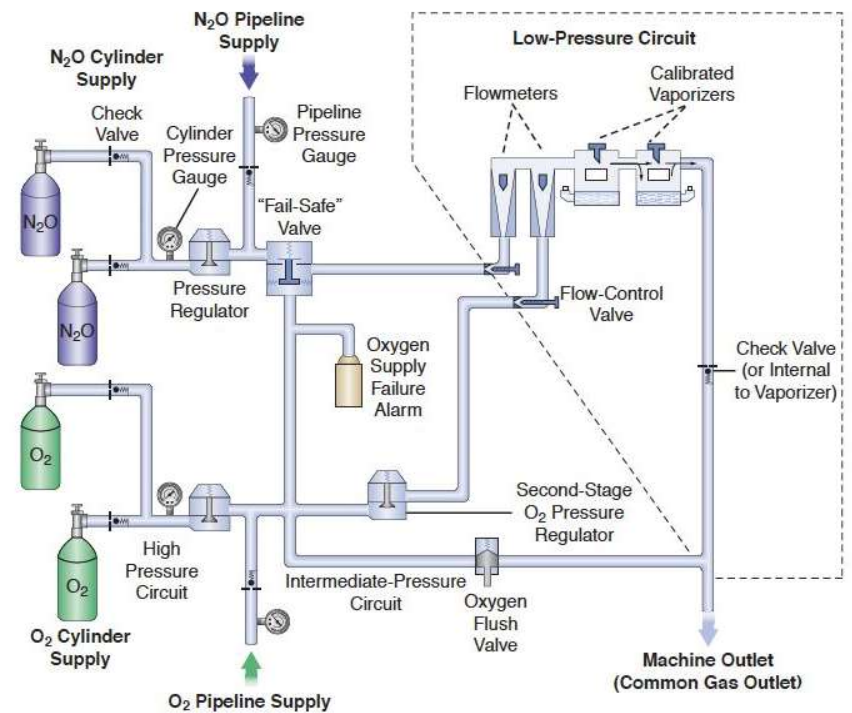 N2O Pipeline
Supply
Low-Pressure Circuit
N2O Cylinder
Supply
Calibrated
Vaporizers
Flowmeters
Check
Valve
Cylinder
Pressure
Gauge
Pipeline
Pressure
Gauge
"Fail-Safe"
Valve
N2O
Pressure
Regulator
Flow-Control
Valve
N2O
Oxygen
Supply
Failure
Alarm
Check Valve
(or Internal
to Vaporizer)
O2
Second-Stage
O2 Pressure
Regulator
High
Pressure
Circuit
O2
Intermediate-Pressure
Circuit
Oxygen
Flush
Valve
O2 Cylinder
Supply
Machine Outlet
(Common Gas Outlet)
O2 Pipeline Supply